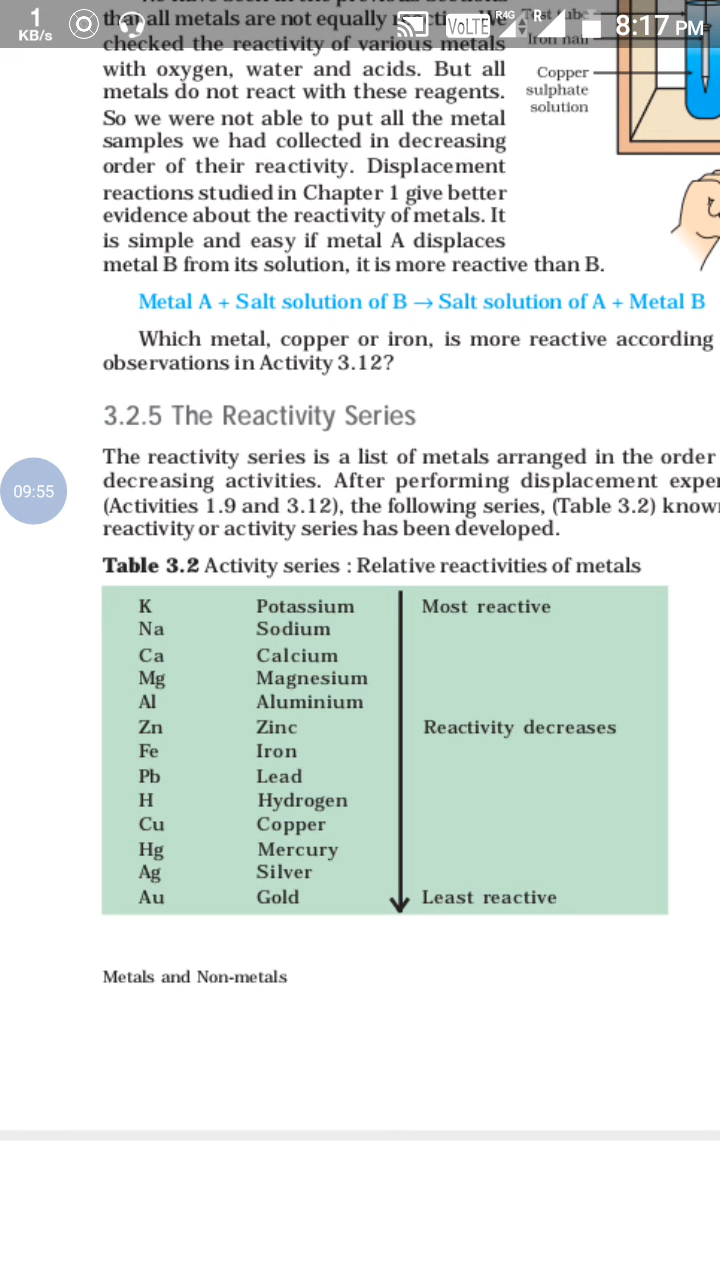 1
KB/s
VoLTE
R4G
R
8:17 PM
that all metals are not equally
checked the reactivity of various metals
with oxygen, water and acids. But all
metals do not react with these reagents.
So we were not able to put all the metal
samples we had collected in decreasing
order of their reactivity. Displacement
reactions studied in Chapter 1 give better
evidence about the reactivity of metals. It
is simple and easy if metal A displaces
metal B from its solution, it is more reactive than B.
Test tube
Iron nail
Copper
sulphate
solution
Metal A + Salt solution of B → Salt solution of A + Metal B
Which metal, copper or iron, is more reactive according
observations in Activity 3.12?
3.2.5 The Reactivity Series
The reactivity series is a list of metals arranged in the order
decreasing activities. After performing displacement exper
(Activities 1.9 and 3.12), the following series, (Table 3.2) know
reactivity or activity series has been developed.
09:55
Table 3.2 Activity series : Relative reactivities of metals
K Potassium Most reactive
Na Sodium
Ca Calcium
Mg Magnesium
Al Aluminium
Zn Zinc Reactivity decreases
Fe Iron
Pb Lead
H Hydrogen
Cu Copper
Hg Mercury
Ag Silver
Au Gold Least reactive
Metals and Non-metals